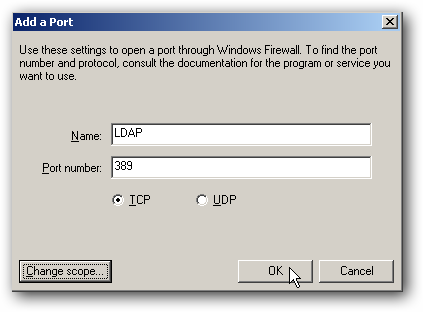 Add a Port
Use these settings to open a port through Windows Firewall. To find the port
number and protocol, consult the documentation for the program or service you
want to use.
Name: LDAP
Port number: 389
TCP UDP
Change scope... OK Cancel